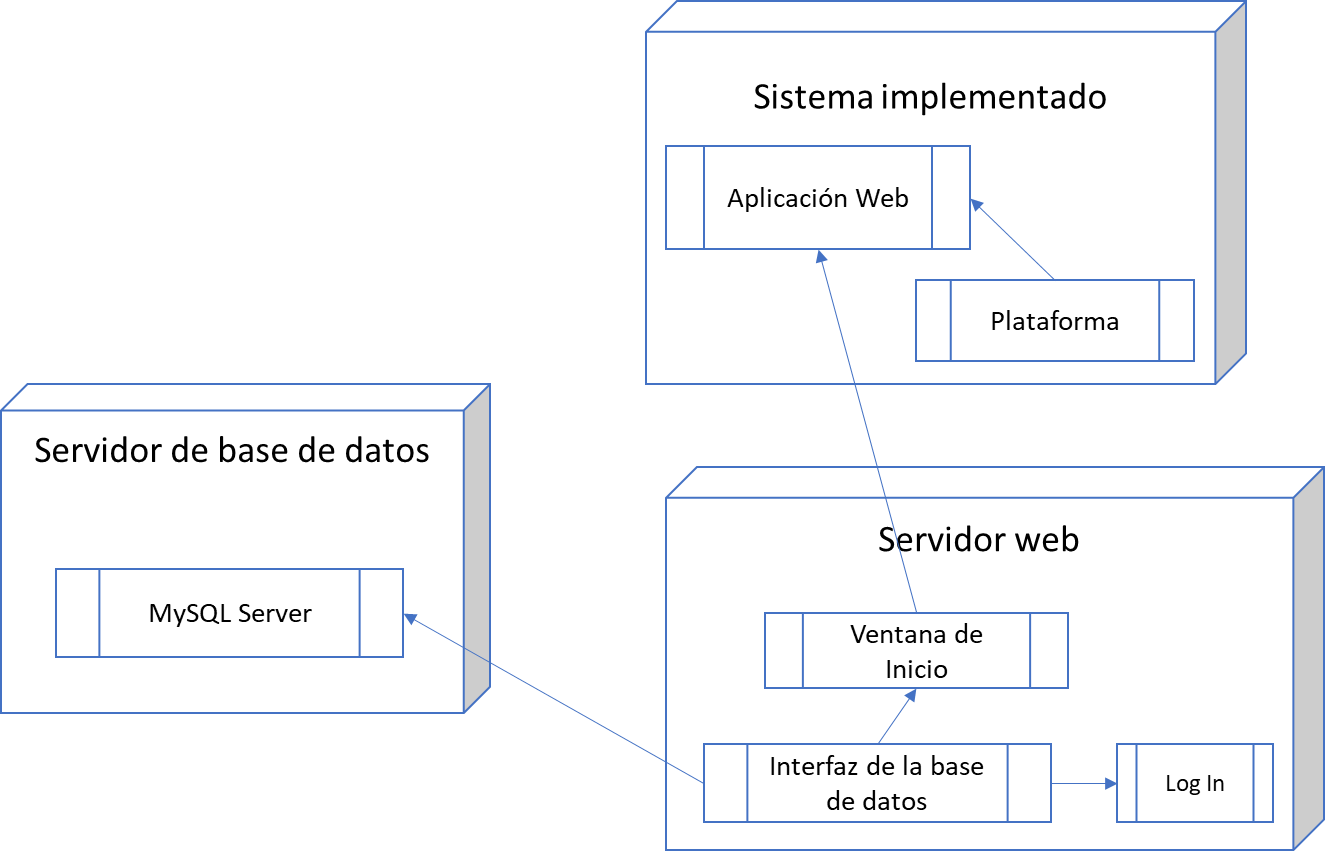 Sistema implementado
Aplicación Web
Plataforma
Servidor de base de datos
MySQL Server
Servidor web
Ventana de
Inicio
Interfaz de la base
de datos
Log In